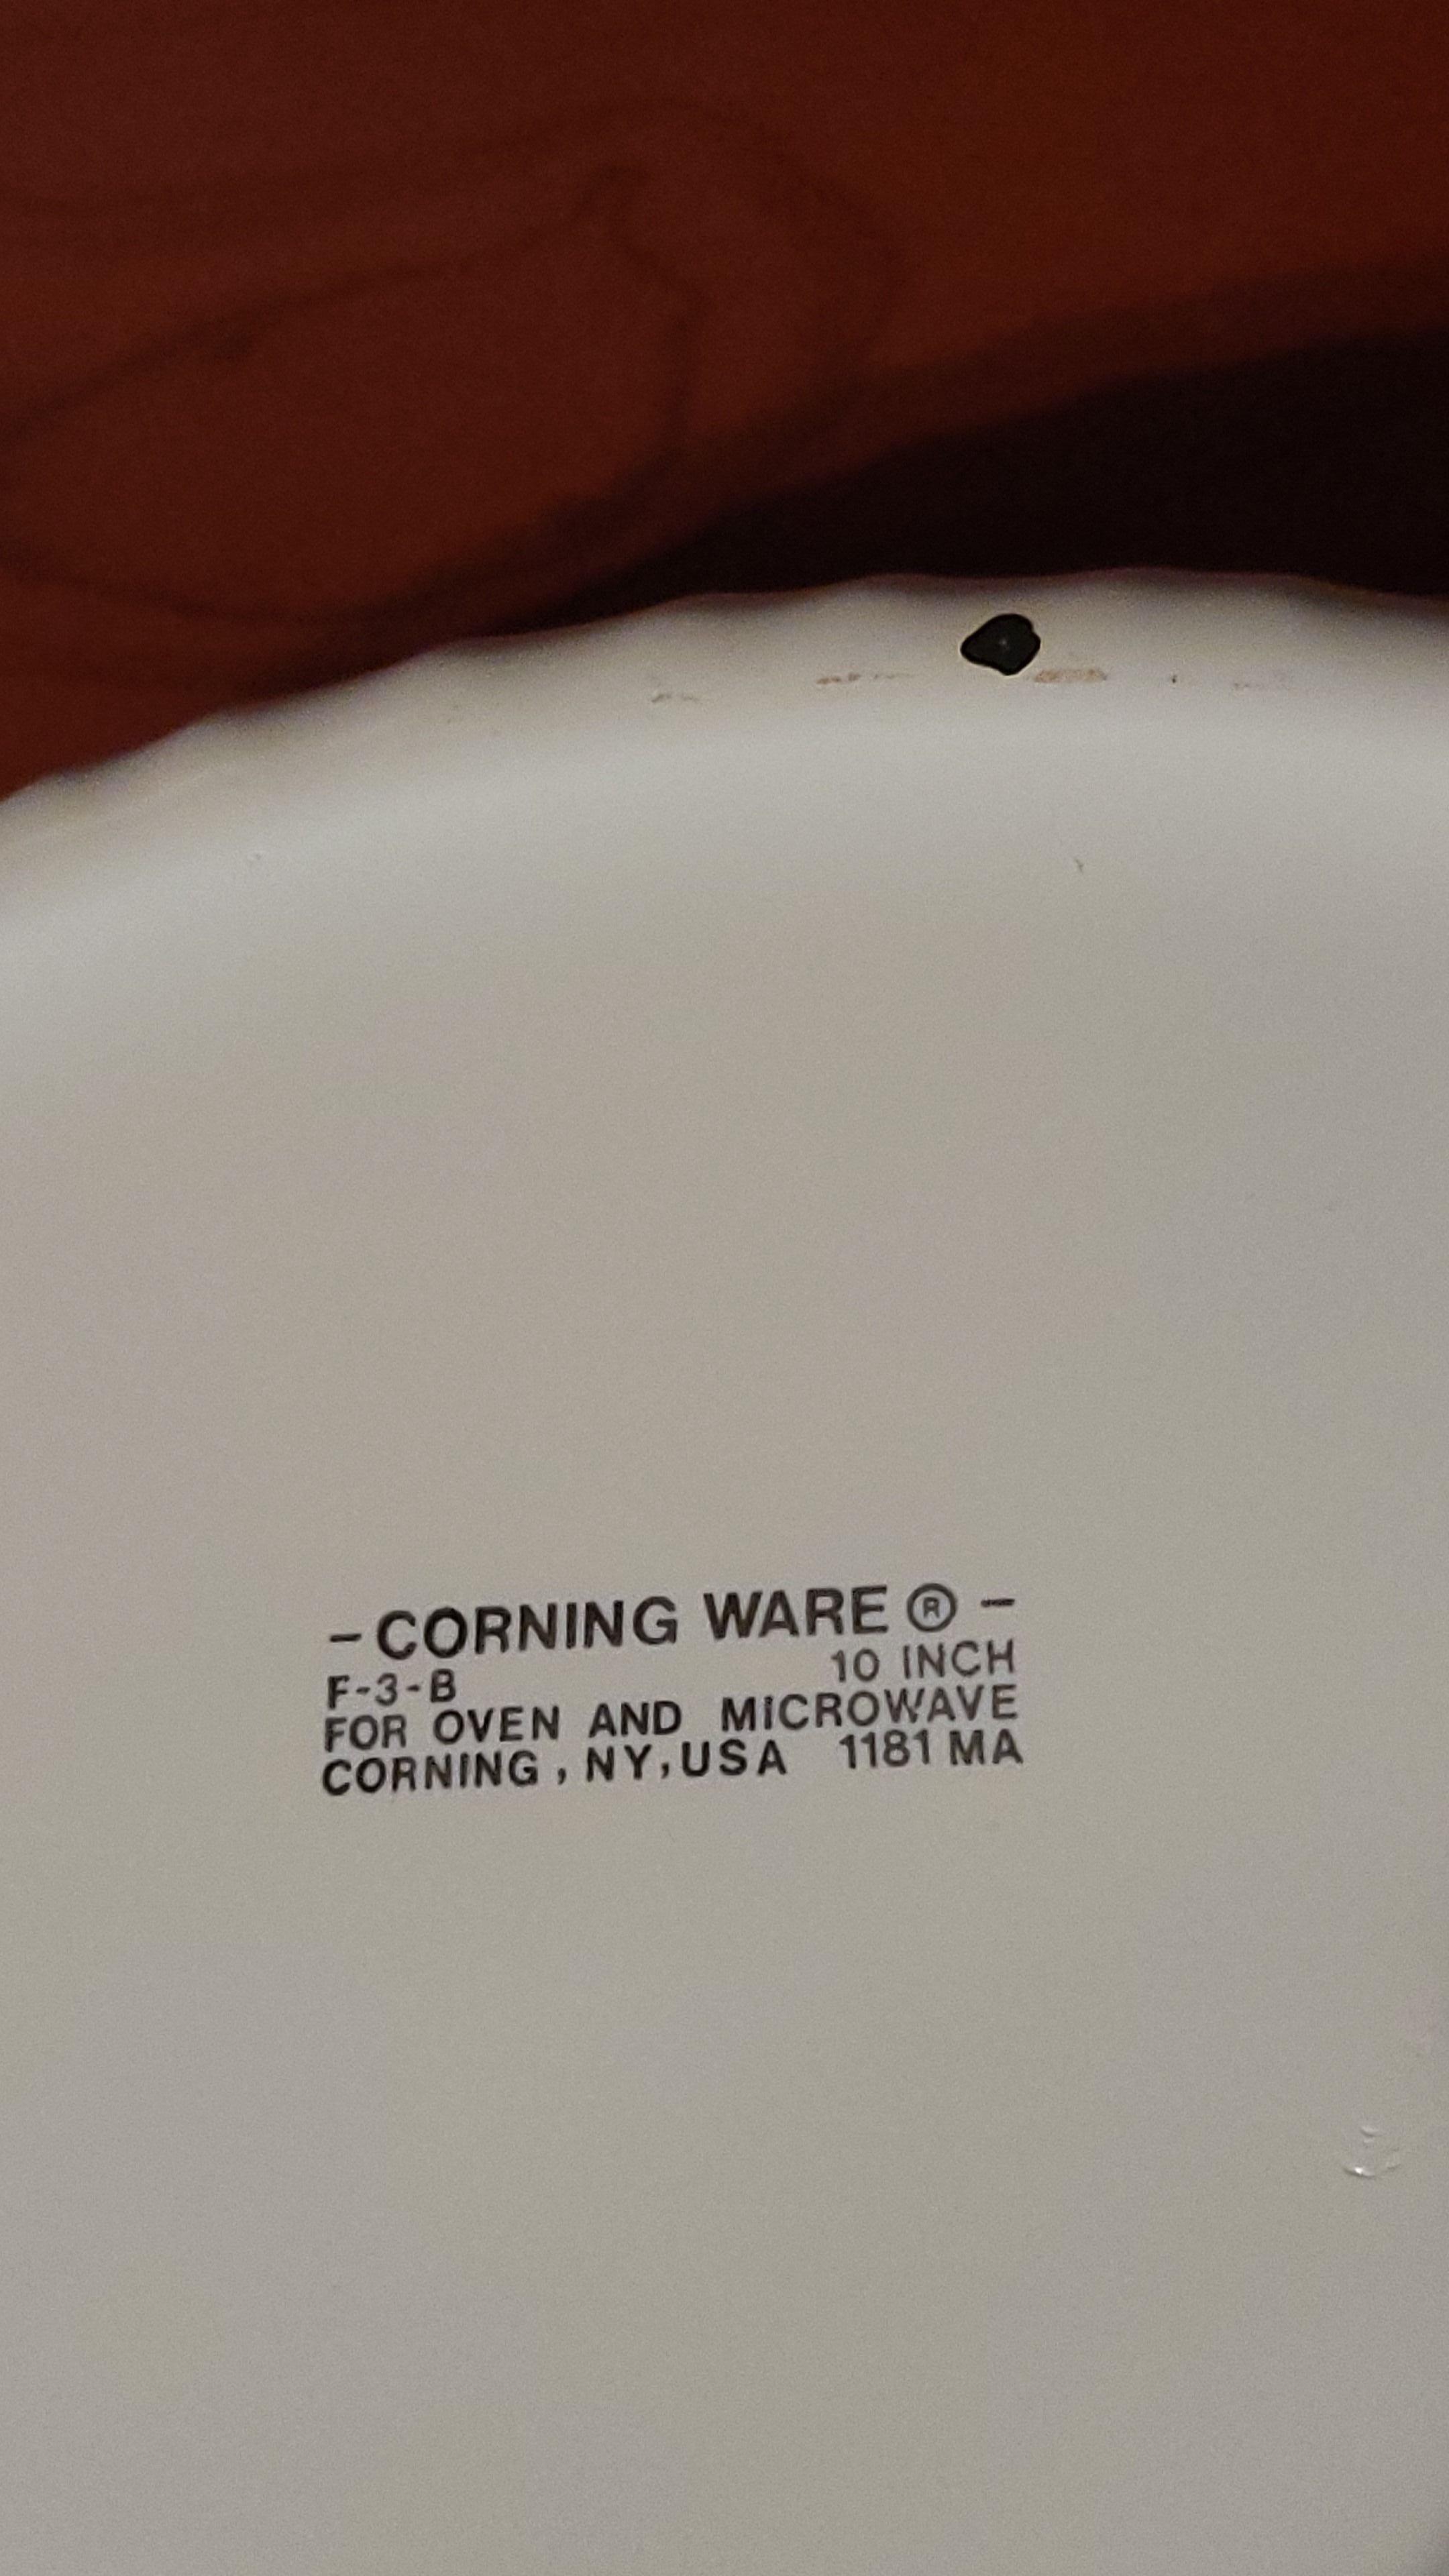 -CORNING WARE ® -
F-3-B 10 INCH
FOR OVEN AND MICROWAVE
CORNING, NY, USA 1181 MA